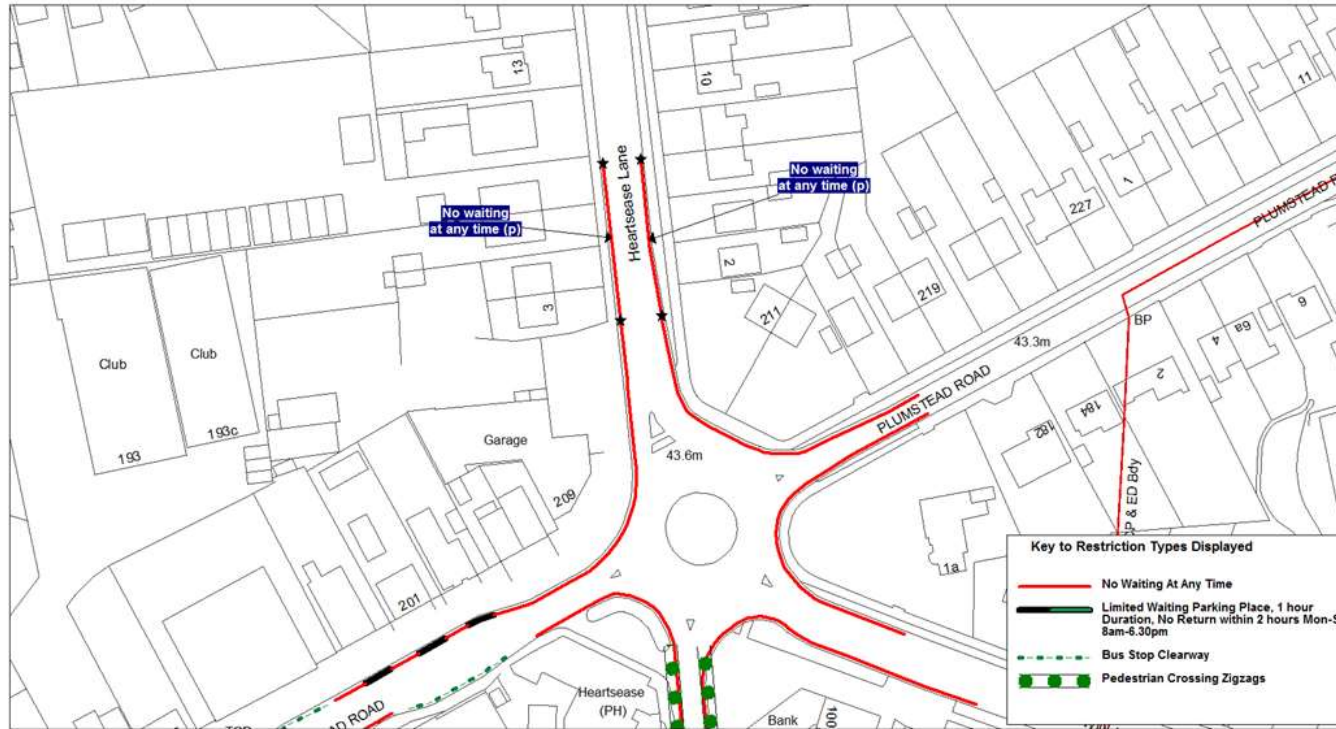 13
10
11
Heartsease Lane
No waiting
at any time (p)
No waiting
at any time (p)
1
227
PLUMSTEAD R
2
219
211
3
BP
6
6a
4
2
43.3m
PLUMSTEAD ROAD
184
182
Club
Club
193c
193
Garage
209
43.6m
& ED Bdy
1a
201
Heartsease
(PH)
Bank
100
ROAD
Key to Restriction Types Displayed
No Waiting At Any Time
Limited Waiting Parking Place, 1 hour
Duration, No Return within 2 hours Mon-S
8am-6.30pm
Bus Stop Clearway
Pedestrian Crossing Zigzags